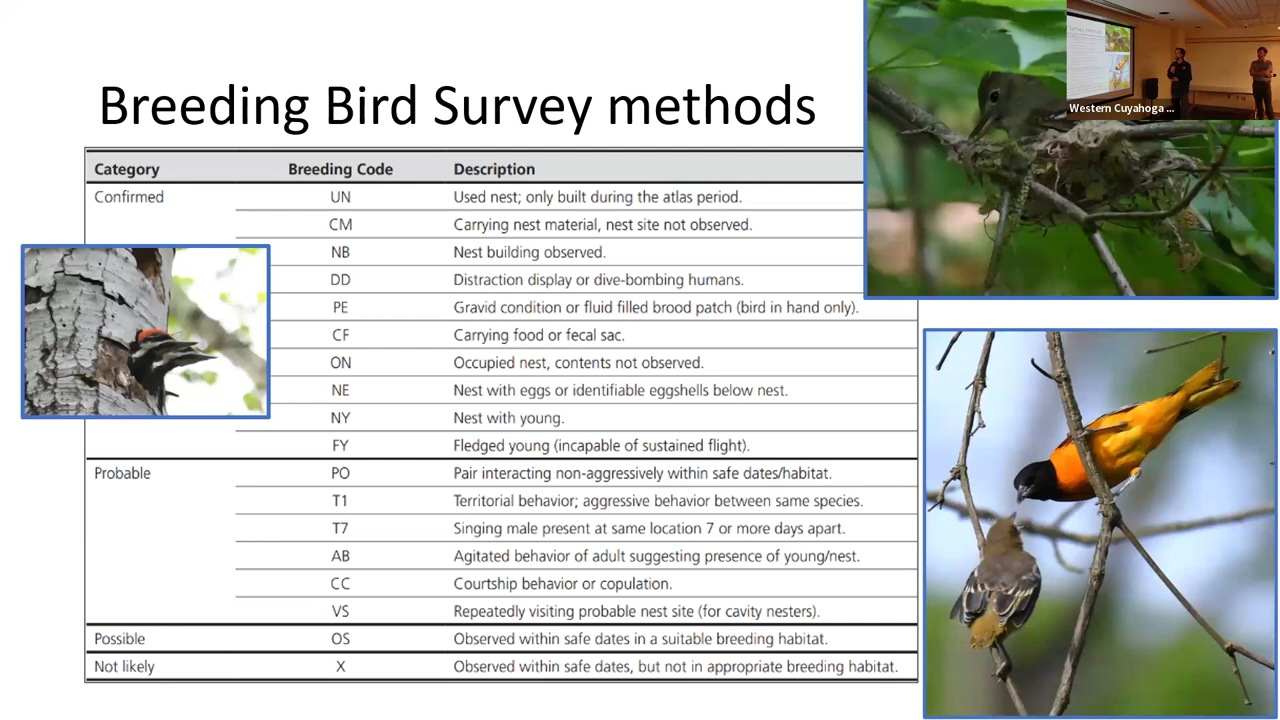 Breeding Bird Survey methods
Western Cuyahoga ...
Category Breeding Code Description
Confirmed UN Used nest; only built during the atlas period.
CM Carrying nest material, nest site not observed.
NB Nest building observed.
DD Distraction display or dive-bombing humans.
PE Gravid condition or fluid filled brood patch (bird in hand only).
CF Carrying food or fecal sac.
ON Occupied nest, contents not observed.
NE Nest with eggs or identifiable eggshells below nest.
NY Nest with young.
FY Fledged young (incapable of sustained flight).
Probable PO Pair interacting non-aggressively within safe dates/habitat.
T1 Territorial behavior; aggressive behavior between same species.
T7 Singing male present at same location 7 or more days apart.
AB Agitated behavior of adult suggesting presence of young/nest.
CC Courtship behavior or copulation.
VS Repeatedly visiting probable nest site (for cavity nesters).
Possible OS Observed within safe dates in a suitable breeding habitat.
Not likely X Observed within safe dates, but not in appropriate breeding habitat.